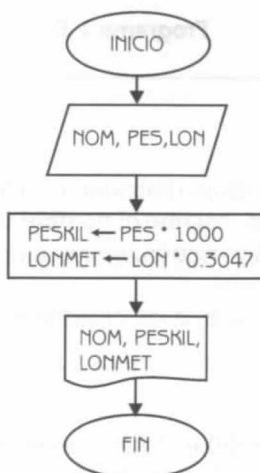 INICIO
NOM, PES,LON
PESKIL ← PES * 1000
LONMET ← LON * 0.3047
NOM, PESKIL,
LONMET
FIN